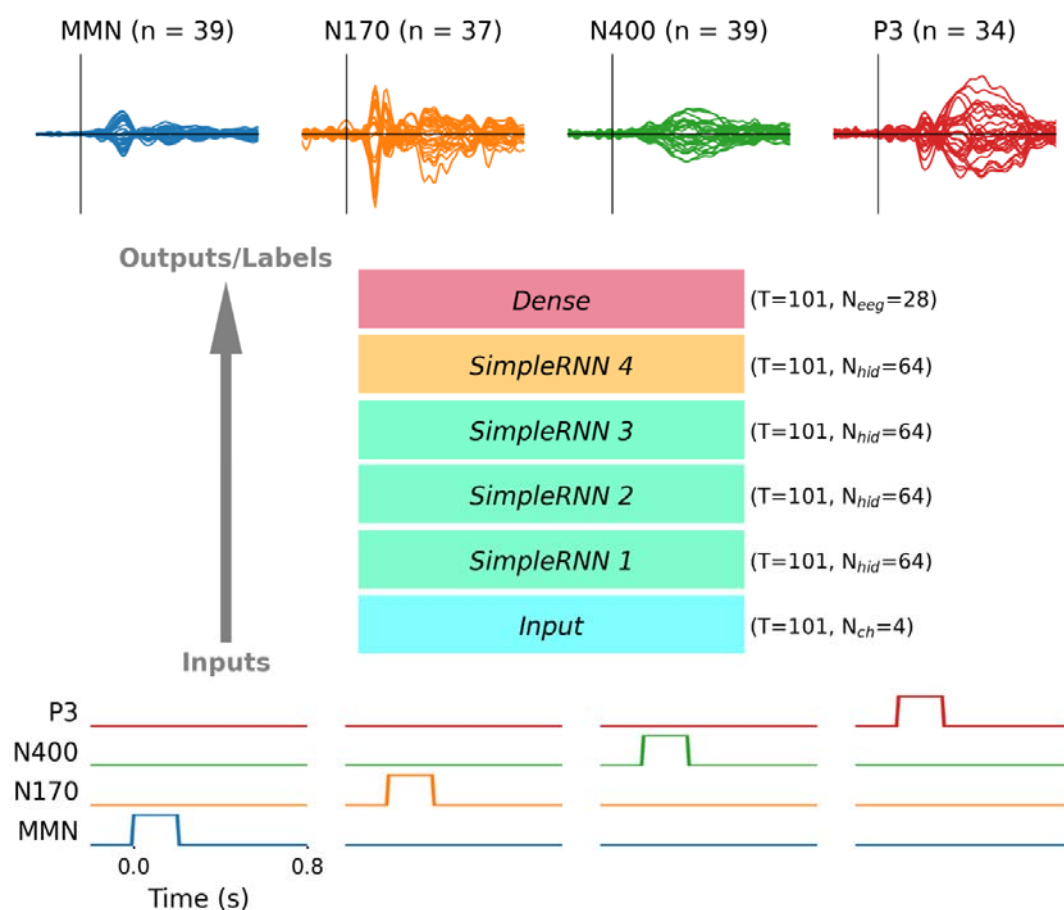 MMN (n = 39) N170 (n = 37) N400 (n = 39) P3 (n = 34)
Outputs/Labels
Dense (T=101, Neeg=28)
SimpleRNN 4 (T=101, Nhid=64)
SimpleRNN 3 (T=101, Nhid=64)
SimpleRNN 2 (T=101, Nhid=64)
SimpleRNN 1 (T=101, Nhid=64)
Input (T=101, Nch=4)
Inputs
P3
N400
N170
MMN
0.0 0.8
Time (s)